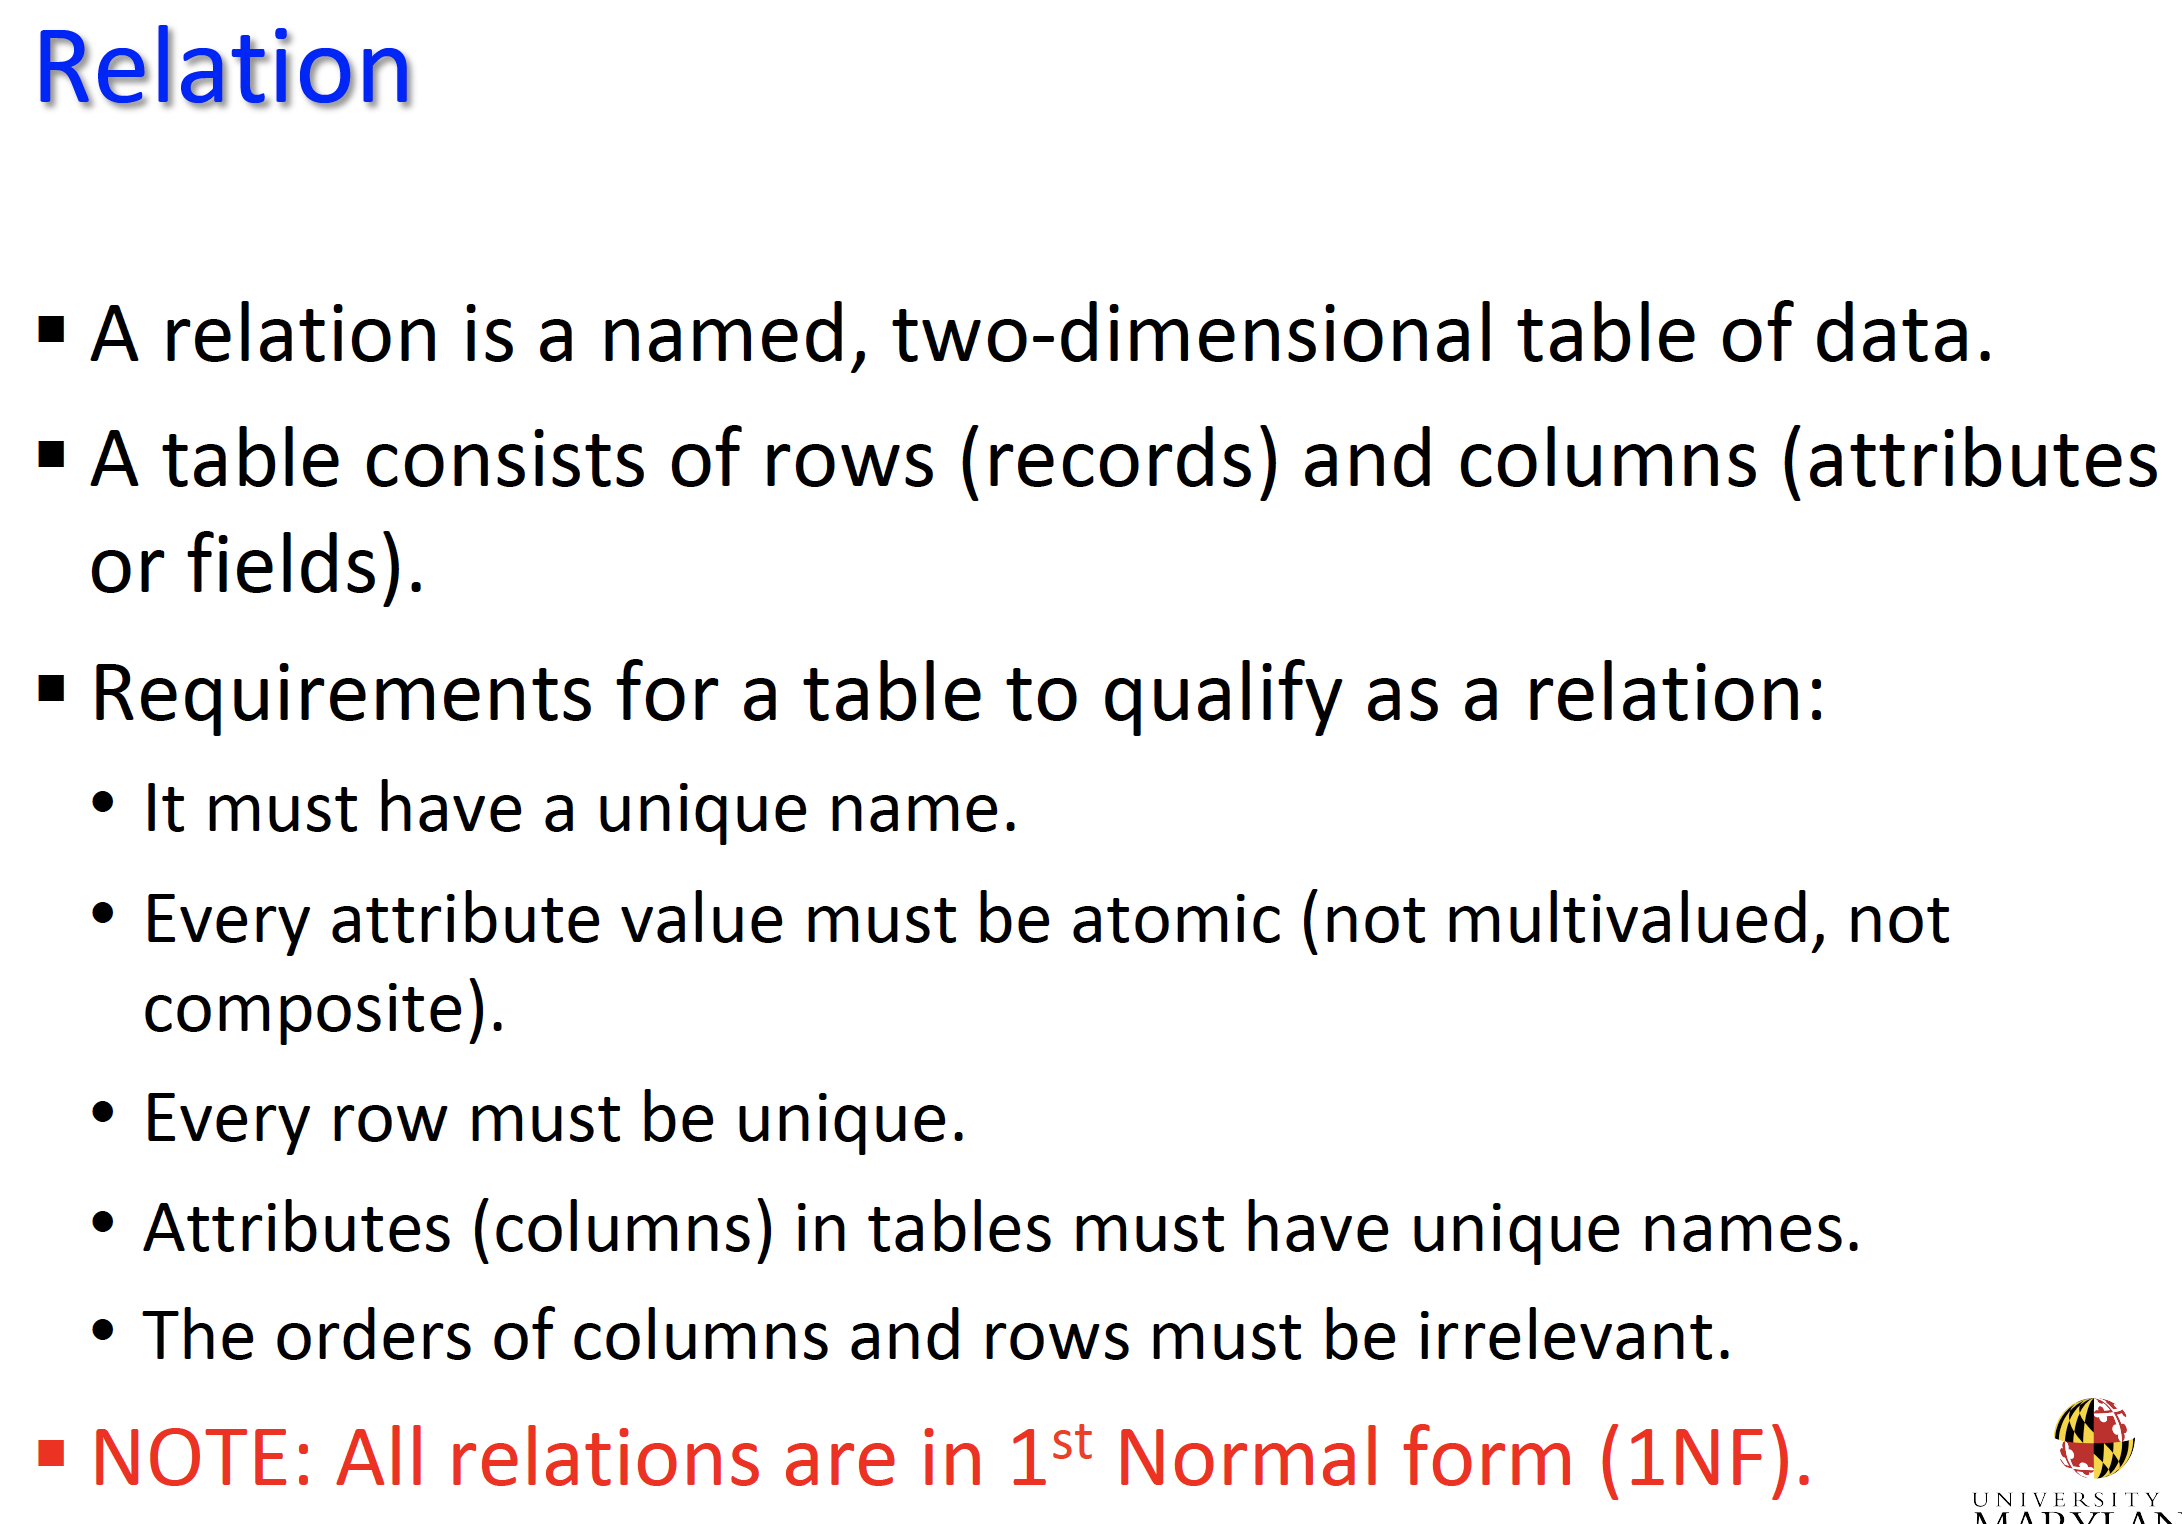 Relation
▪ A relation is a named, two-dimensional table of data.
▪ A table consists of rows (records) and columns (attributes
or fields).
▪ Requirements for a table to qualify as a relation:
• It must have a unique name.
• Every attribute value must be atomic (not multivalued, not
composite).
• Every row must be unique.
• Attributes (columns) in tables must have unique names.
• The orders of columns and rows must be irrelevant.
▪ NOTE: All relations are in 1st Normal form (1NF).
UNIVERSITY